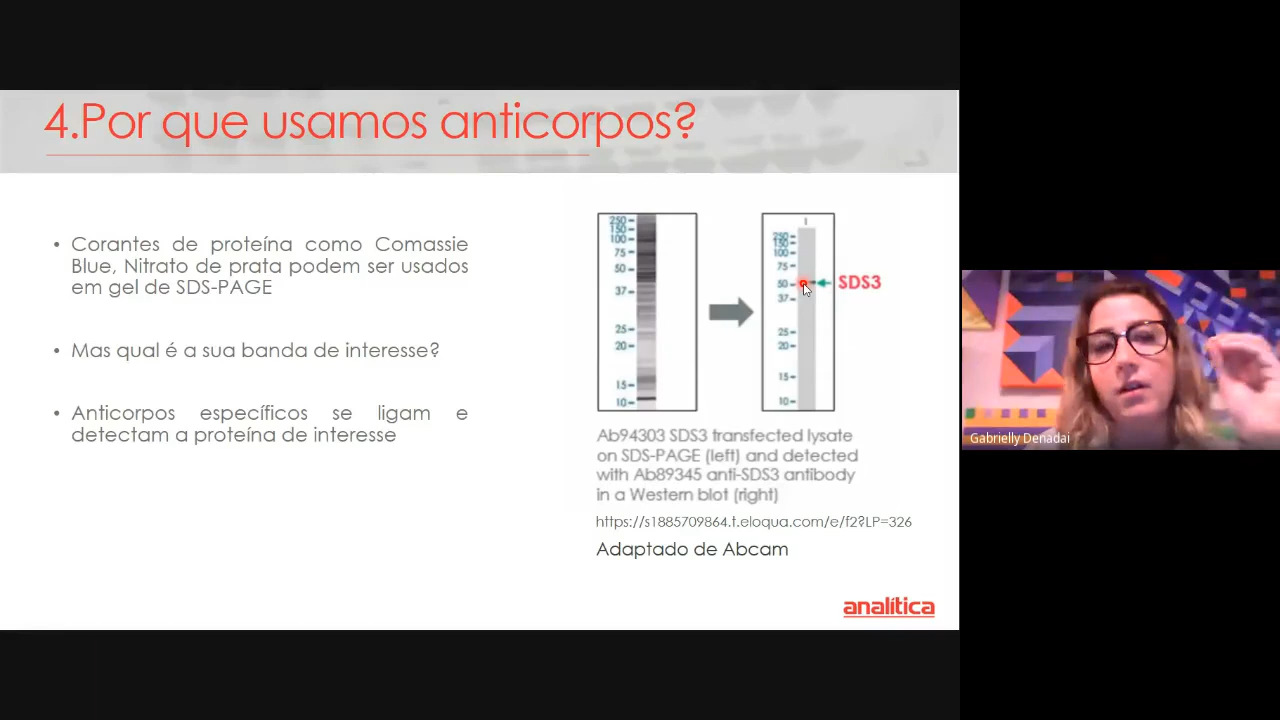 4.Por que usamos anticorpos?
• Corantes de proteína como Comassie
Blue, Nitrato de prata podem ser usados
em gel de SDS-PAGE
• Mas qual é a sua banda de interesse?
• Anticorpos específicos se ligam e
detectam a proteína de interesse
250
150
100
75
50
37
25
20
15
10
1
250
150
100
75
50
37
25
20
15
10
SDS3
Ab94303 SDS3 transfected lysate
on SDS-PAGE (left) and detected
with Ab89345 anti-SDS3 antibody
in a Western blot (right)
https://s1885709864.t.eloqua.com/e/f2?LP=326
Adaptado de Abcam
analítica
Gabrielly Denadai